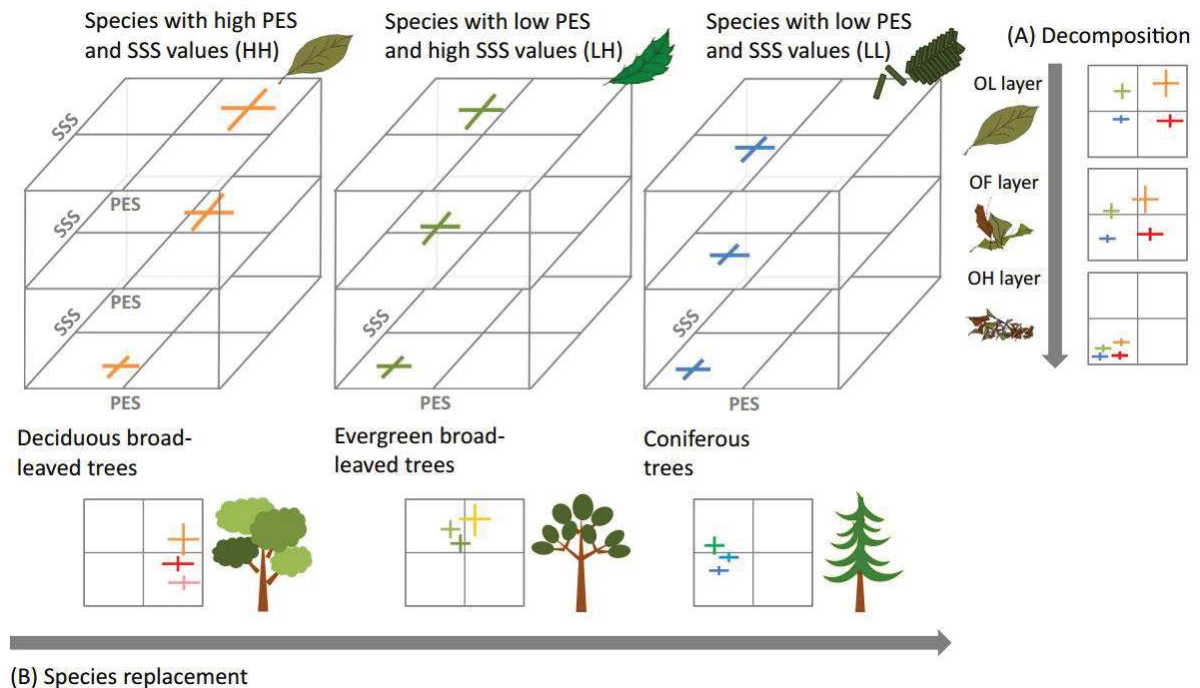 Species with high PES
and SSS values (HH)
Species with low PES
and high SSS values (LH)
Species with low PES
and SSS values (LL)
(A) Decomposition
OL layer
OF layer
OH layer
SSS
PES
SSS
PES
SSS
PES
SSS
PES
SSS
PES
Deciduous broad-
leaved trees
Evergreen broad-
leaved trees
Coniferous
trees
(B) Species replacement